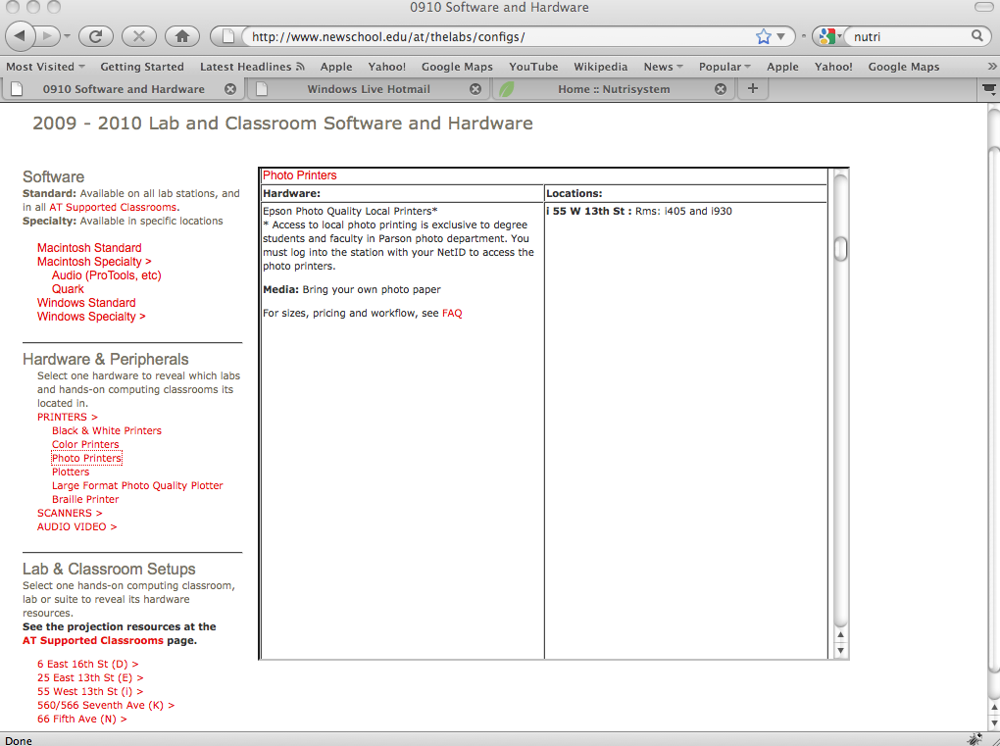 0910 Software and Hardware
http://www.newschool.edu/at/thelabs/configs/
nutri
Most Visited Getting Started Latest Headlines Apple Yahoo! Google Maps YouTube Wikipedia News Popular Apple Yahoo! Google Maps »
0910 Software and Hardware Windows Live Hotmail Home :: Nutrisystem +
2009 - 2010 Lab and Classroom Software and Hardware
Software
Standard: Available on all lab stations, and
in all AT Supported Classrooms.
Specialty: Available in specific locations
Macintosh Standard
Macintosh Specialty >
Audio (ProTools, etc)
Quark
Windows Standard
Windows Specialty >
Hardware & Peripherals
Select one hardware to reveal which labs
and hands-on computing classrooms its
located in.
PRINTERS >
Black & White Printers
Color Printers
Photo Printers
Plotters
Large Format Photo Quality Plotter
Braille Printer
SCANNERS >
AUDIO VIDEO >
Lab & Classroom Setups
Select one hands-on computing classroom,
lab or suite to reveal its hardware
resources.
See the projection resources at the
AT Supported Classrooms page.
6 East 16th St (D) >
25 East 13th St (E) >
55 West 13th St (i) >
560/566 Seventh Ave (K) >
66 Fifth Ave (N) >
Photo Printers
Hardware:
Epson Photo Quality Local Printers*
* Access to local photo printing is exclusive to degree
students and faculty in Parson photo department. You
must log into the station with your NetID to access the
photo printers.
Media: Bring your own photo paper
For sizes, pricing and workflow, see FAQ
Locations:
i 55 W 13th St : Rms: i405 and i930
Done